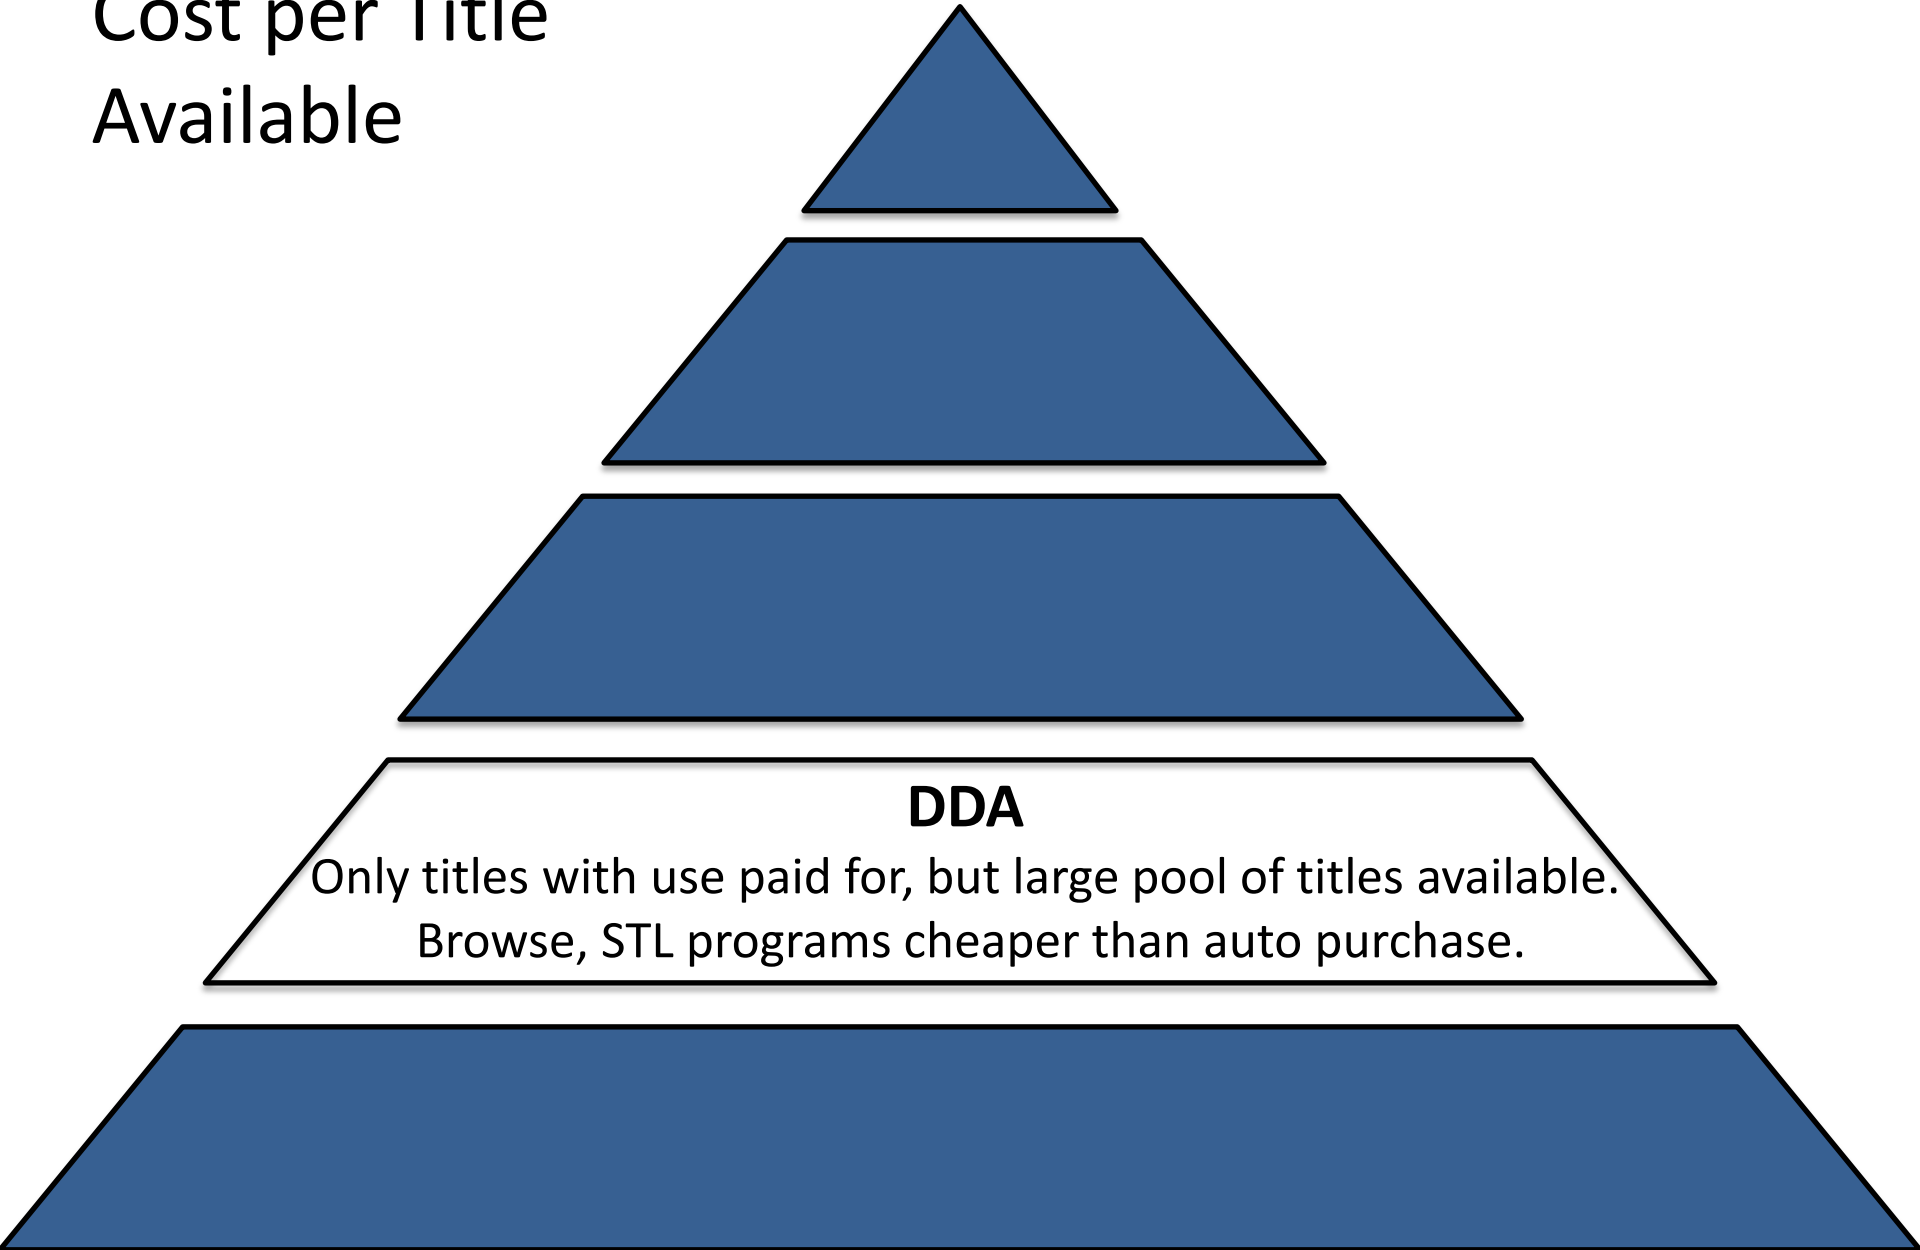 Cost per Title
Available
DDA
Only titles with use paid for, but large pool of titles available.
Browse, STL programs cheaper than auto purchase.